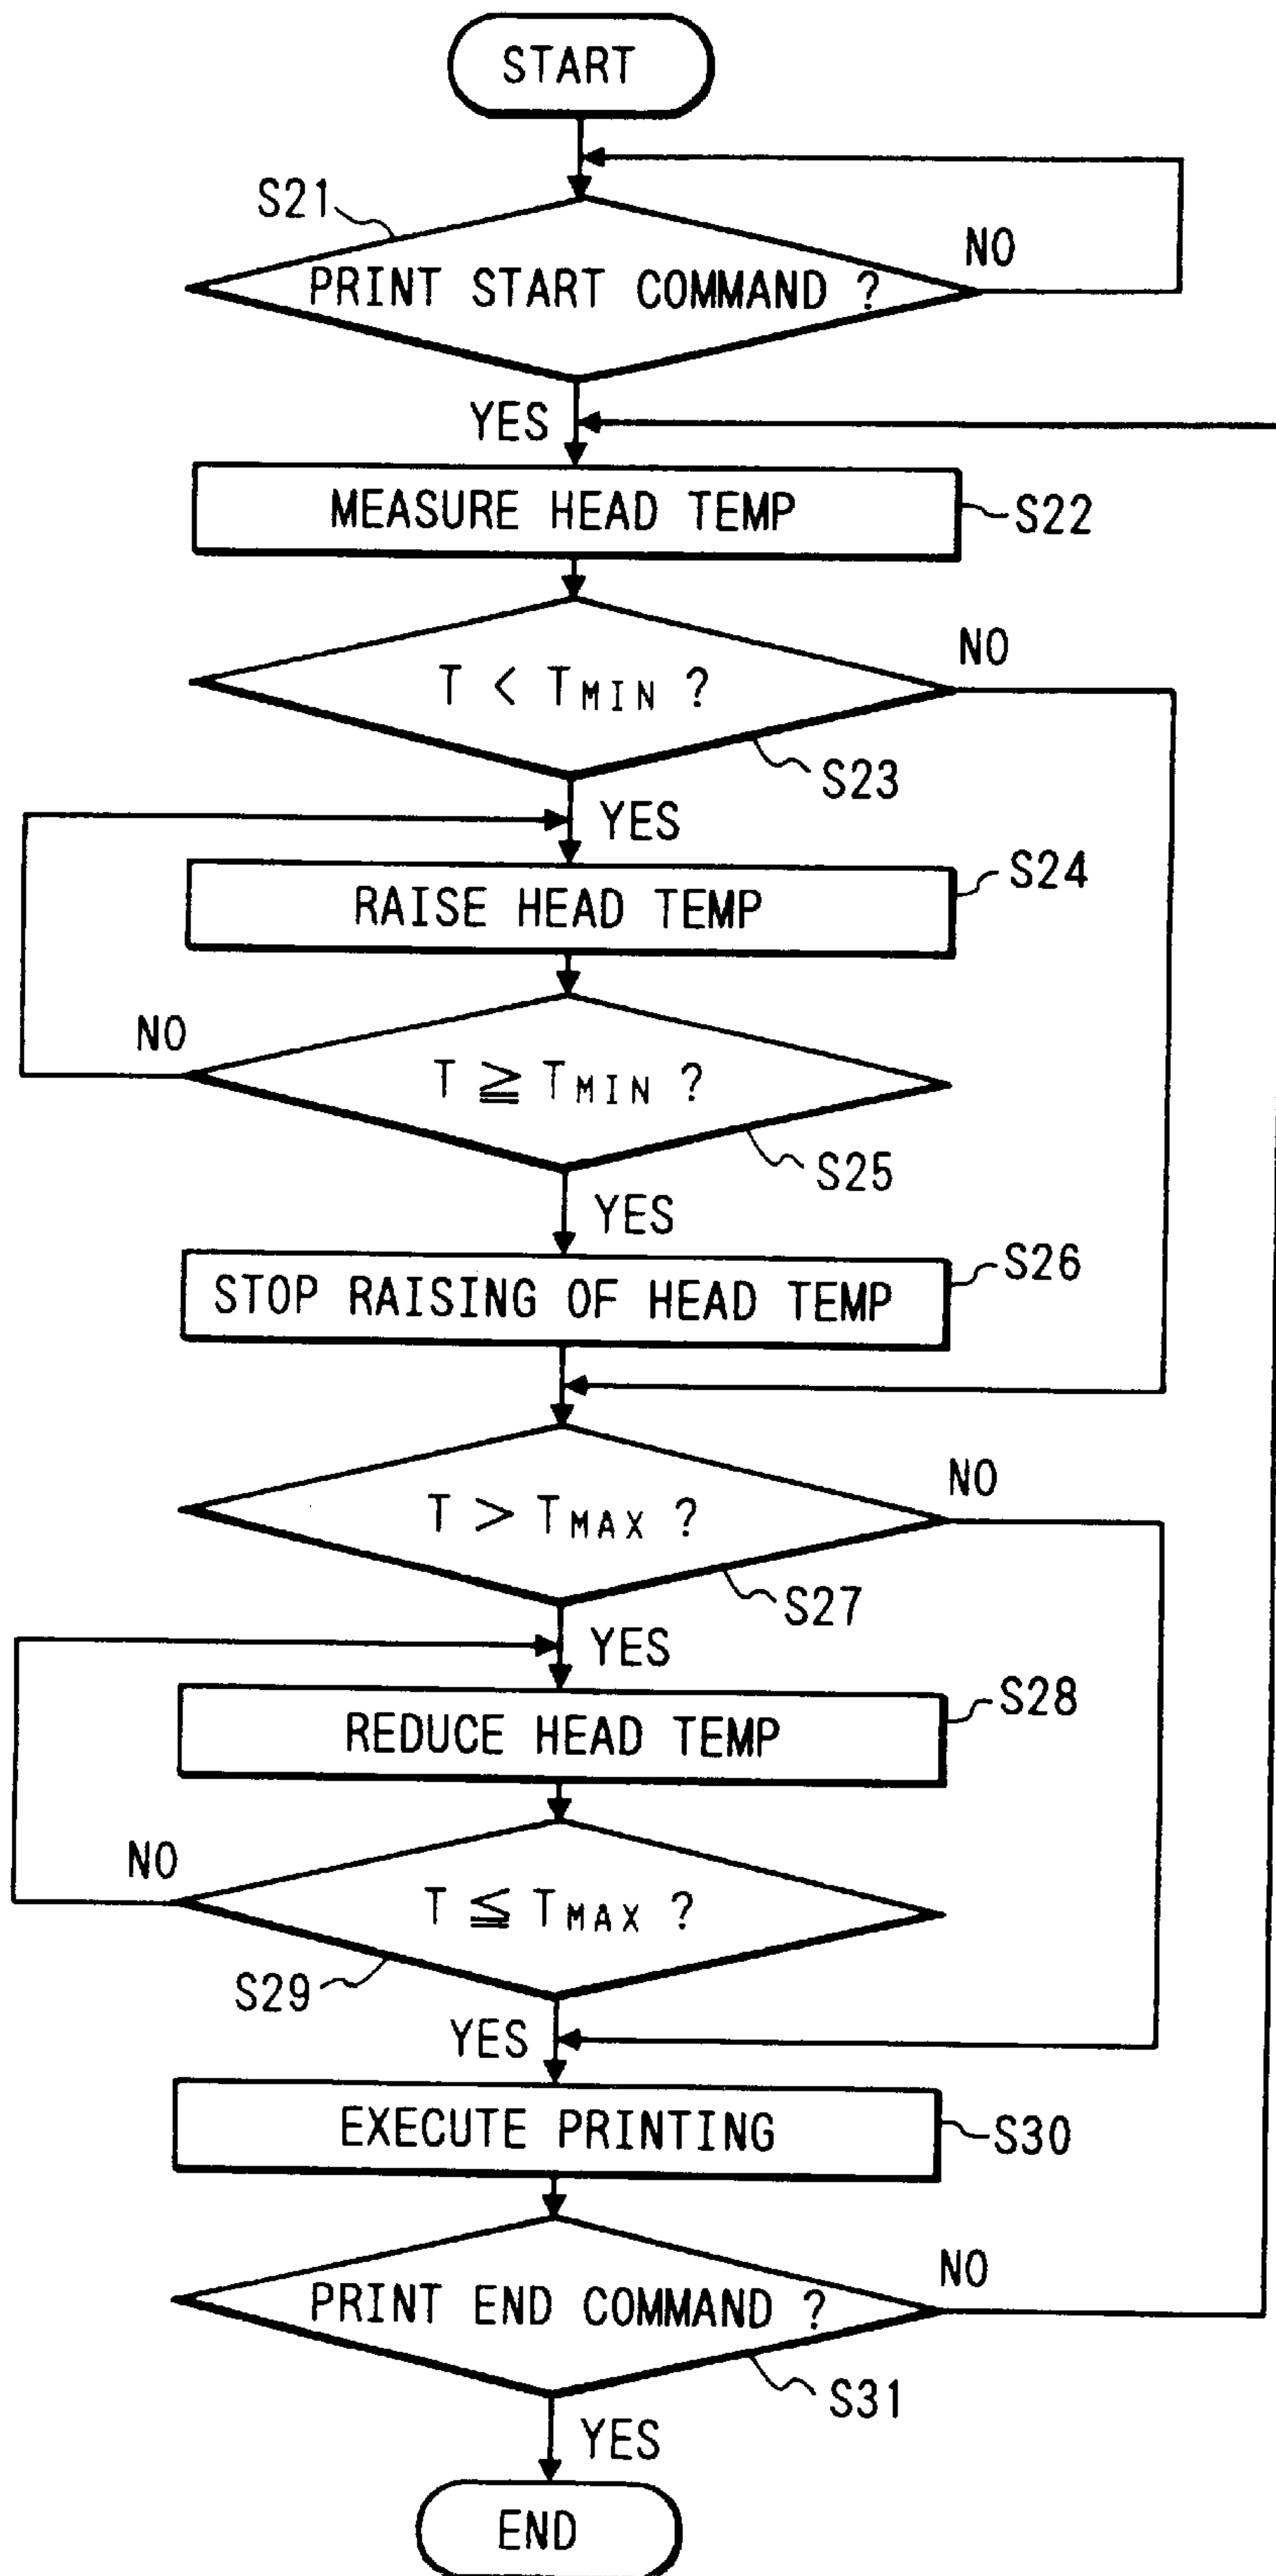 START
S21
NO
PRINT START COMMAND ?
YES
MEASURE HEAD TEMP
S22
NO
T < TMIN ?
S23
YES
S24
RAISE HEAD TEMP
NO
T ≧ TMIN ?
S25
YES
S26
STOP RAISING OF HEAD TEMP
NO
T > TMAX ?
S27
YES
S28
REDUCE HEAD TEMP
NO
T ≦ TMAX ?
S29
YES
EXECUTE PRINTING
S30
NO
PRINT END COMMAND ?
S31
YES
END